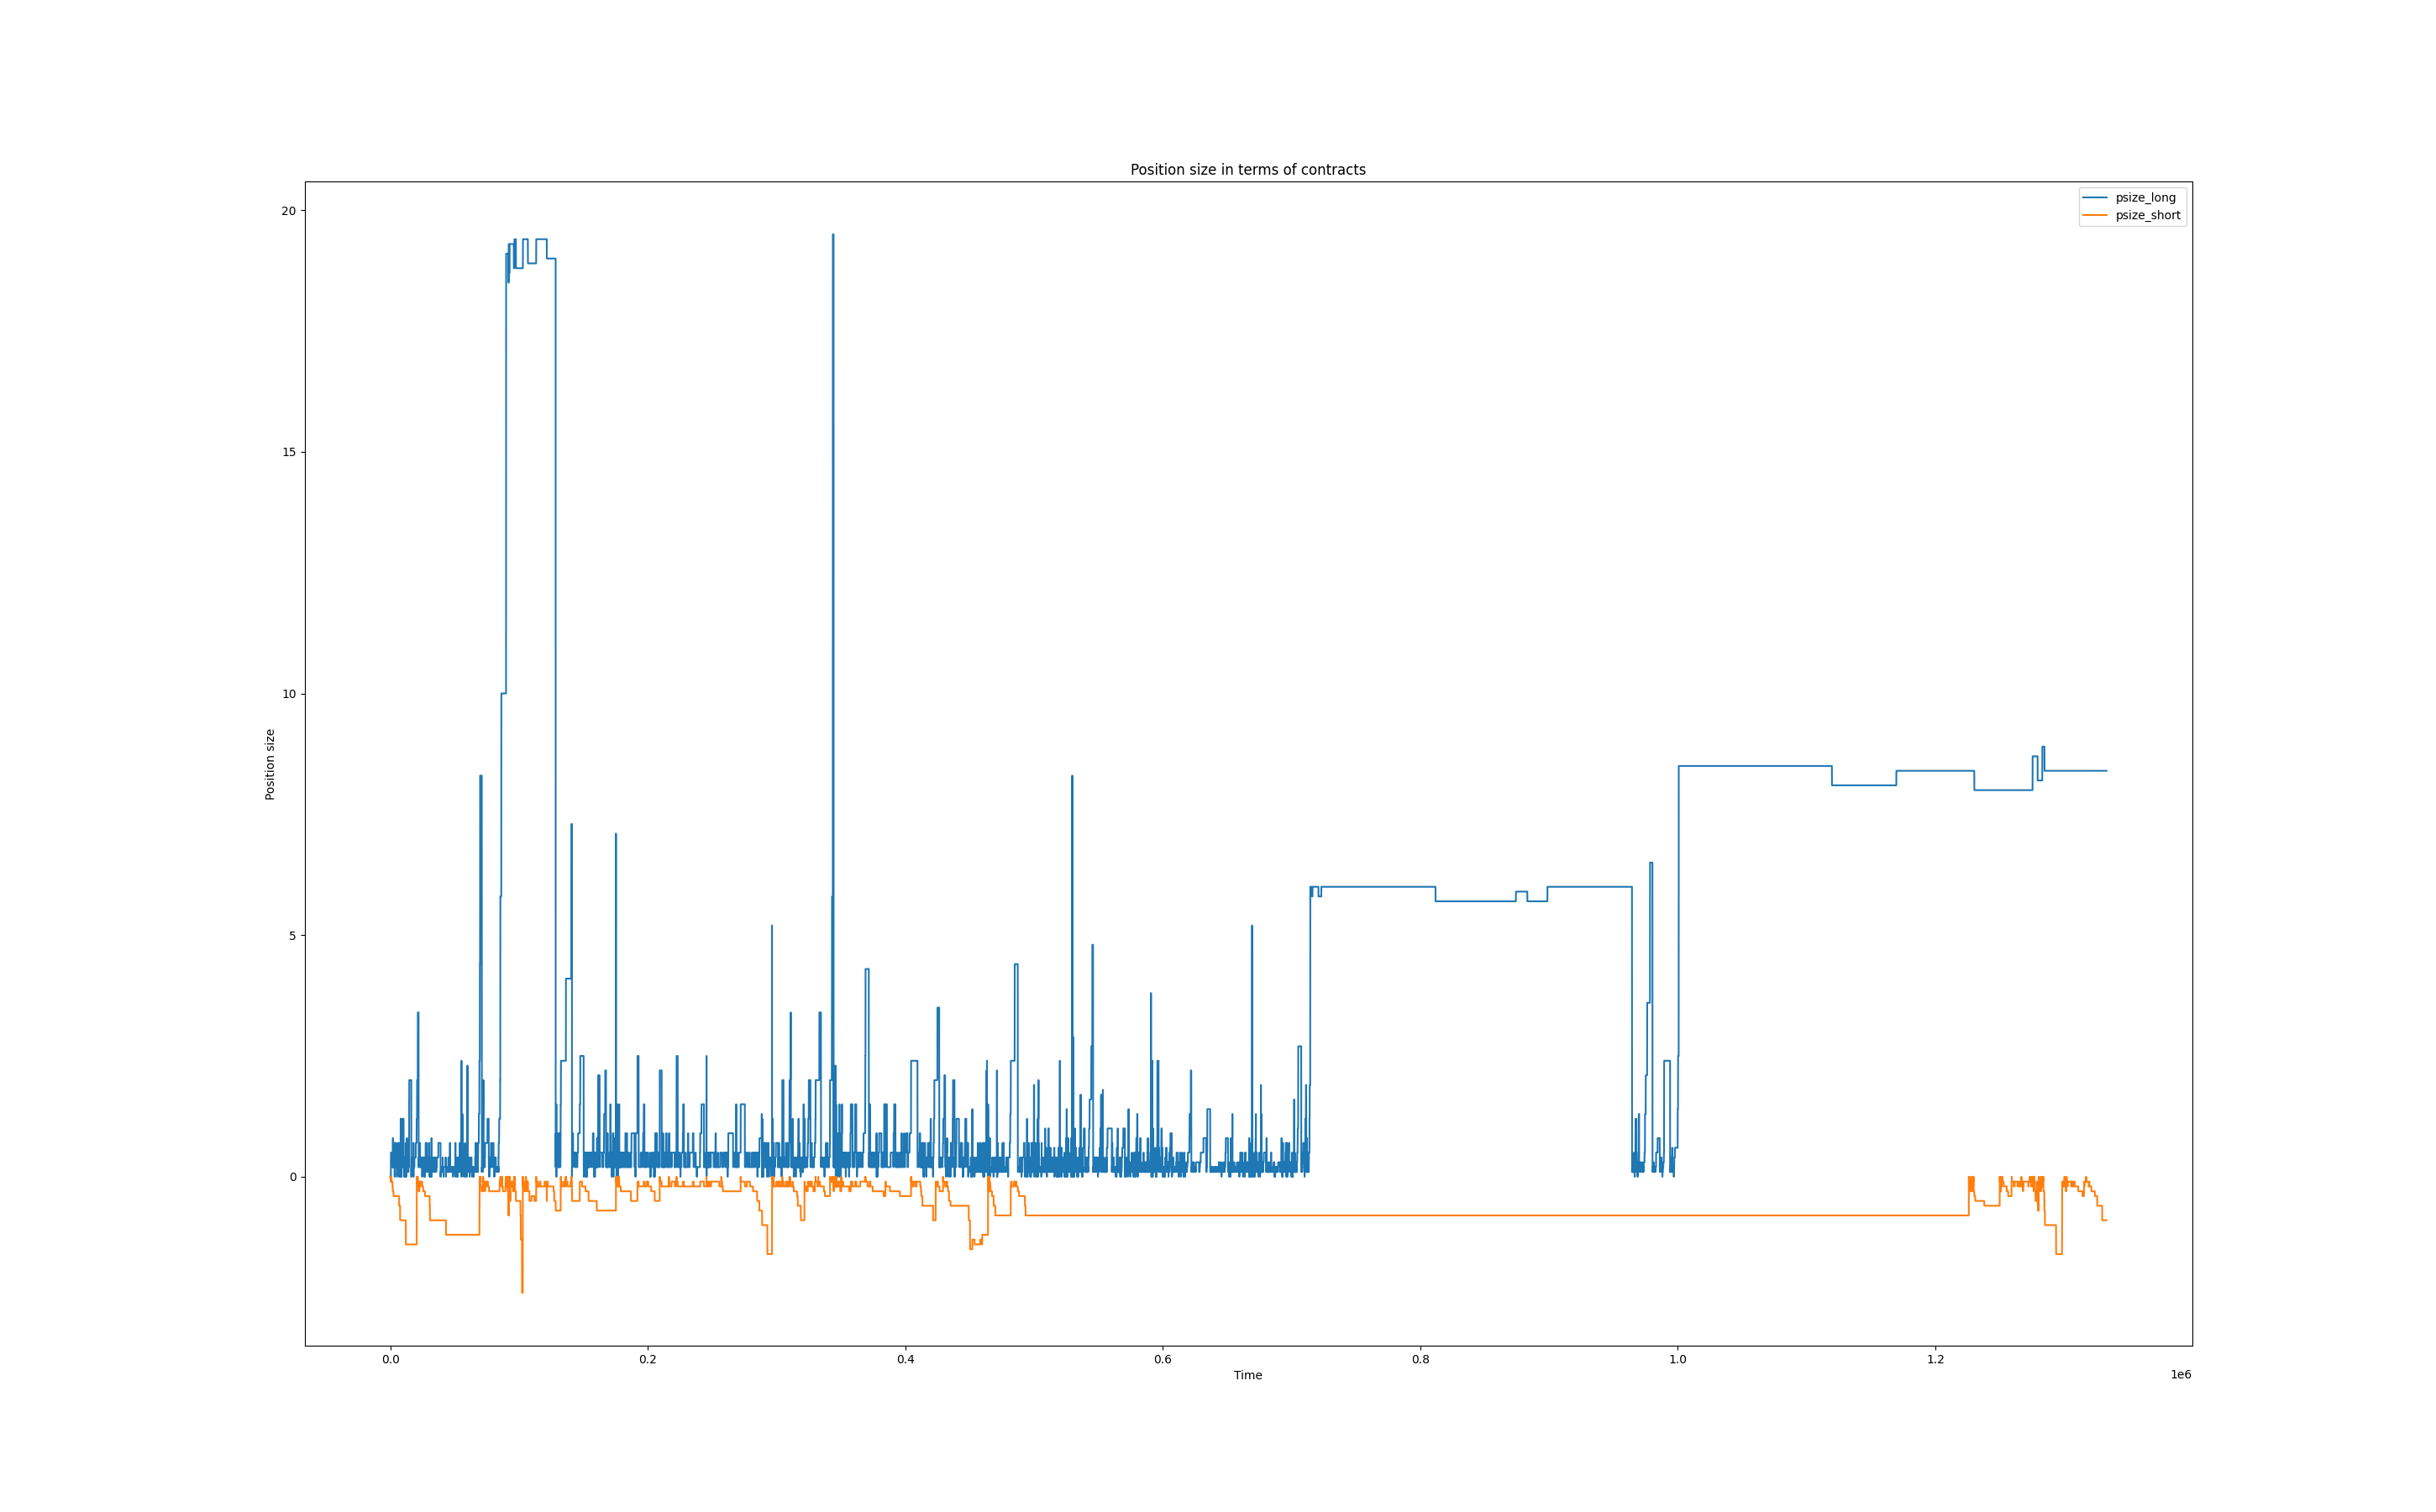 Position size in terms of contracts
psize_long
psize_short
20
15
10
5
0
Position size
0.0 0.2 0.4 0.6 0.8 1.0 1.2
Time
1e6